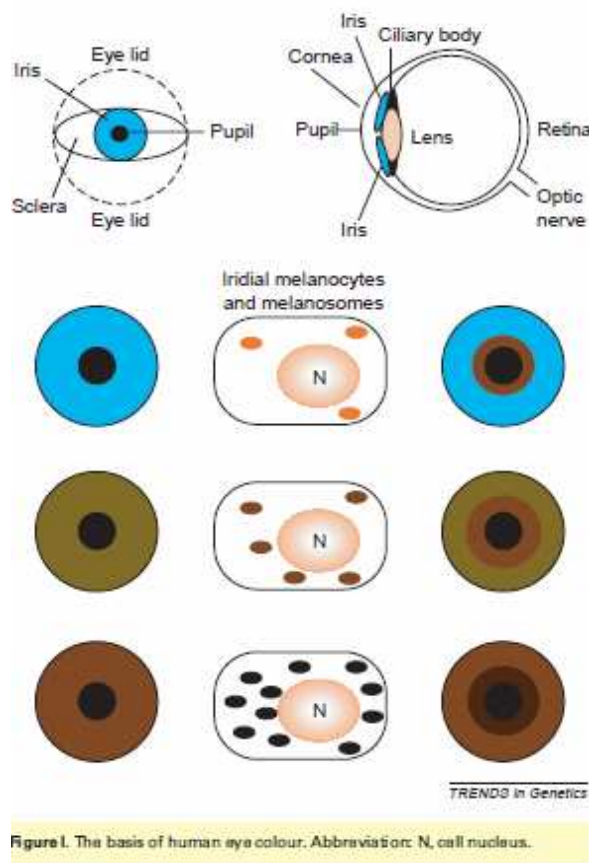 Eye lid
Iris
Pupil
Sclera
Eye lid
Iris
Ciliary body
Cornea
Pupil
Lens
Retina
Iris
Optic
nerve
Iridial melanocytes
and melanosomes
N
N
N
TRENDS in Genetics
Figure I. The basis of human eye colour. Abbreviation: N, cell nucleus.